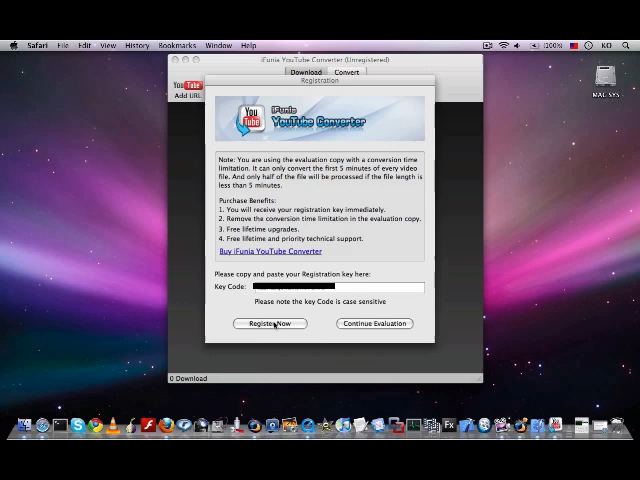 Safari File Edit View History Bookmarks Window Help (100%) KO
iFunia YouTube Converter (Unregistered)
Download Convert
YouTube
Add URL
Registration
You Tube
iFunia
YouTube Converter
Note: You are using the evaluation copy with a conversion time
limitation. It can only convert the first 5 minutes of every video
file. And only half of the file will be processed if the file length is
less than 5 minutes.
Purchase Benefits:
1. You will receive your registration key immediately.
2. Remove the conversion time limitation in the evaluation copy.
3. Free lifetime upgrades.
4. Free lifetime and priority technical support.
Buy iFunia YouTube Converter
Please copy and paste your Registration key here:
Key Code:
Please note the key Code is case sensitive
Register Now Continue Evaluation
0 Download
MAC SYS